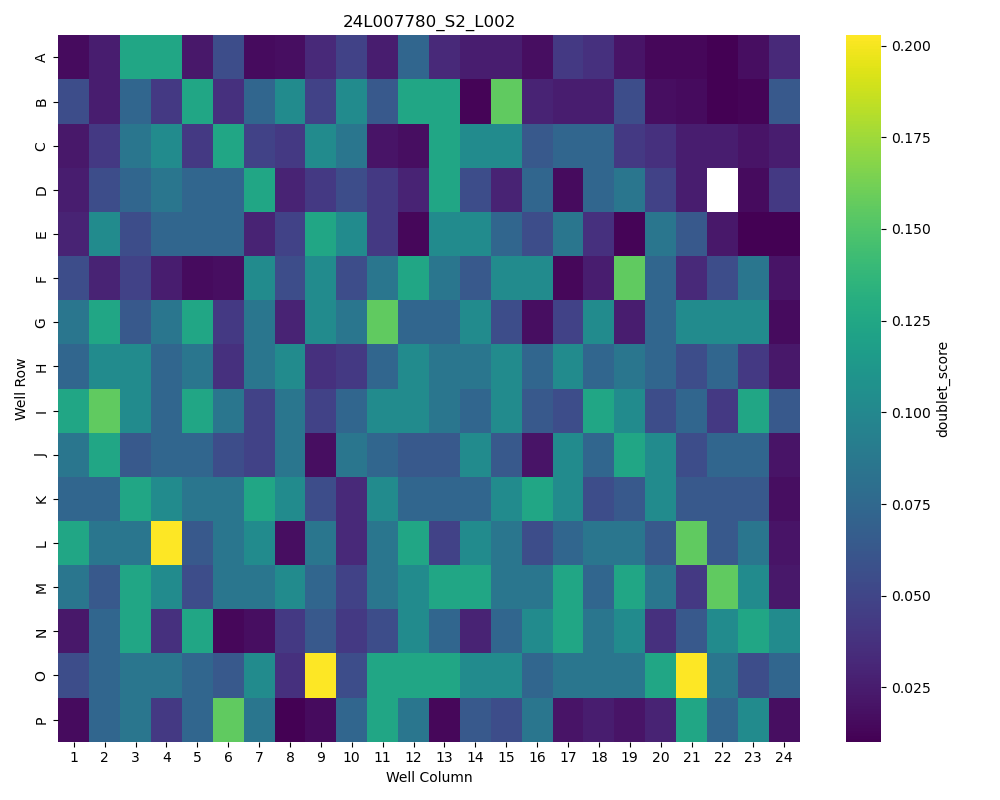 24L007780_S2_L002
Well Row
A
B
C
D
E
F
G
H
I
J
K
L
M
N
O
P
1 2 3 4 5 6 7 8 9 10 11 12 13 14 15 16 17 18 19 20 21 22 23 24
Well Column
0.200
0.175
0.150
0.125
0.100
0.075
0.050
0.025
doublet_score